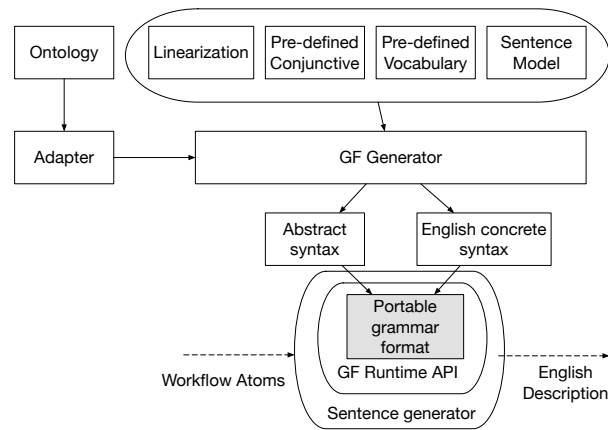 Ontology
Linearization
Pre-defined
Conjunctive
Pre-defined
Vocabulary
Sentence
Model
Adapter
GF Generator
Abstract
syntax
English concrete
syntax
Portable
grammar
format
GF Runtime API
Sentence generator
Workflow Atoms
English
Description